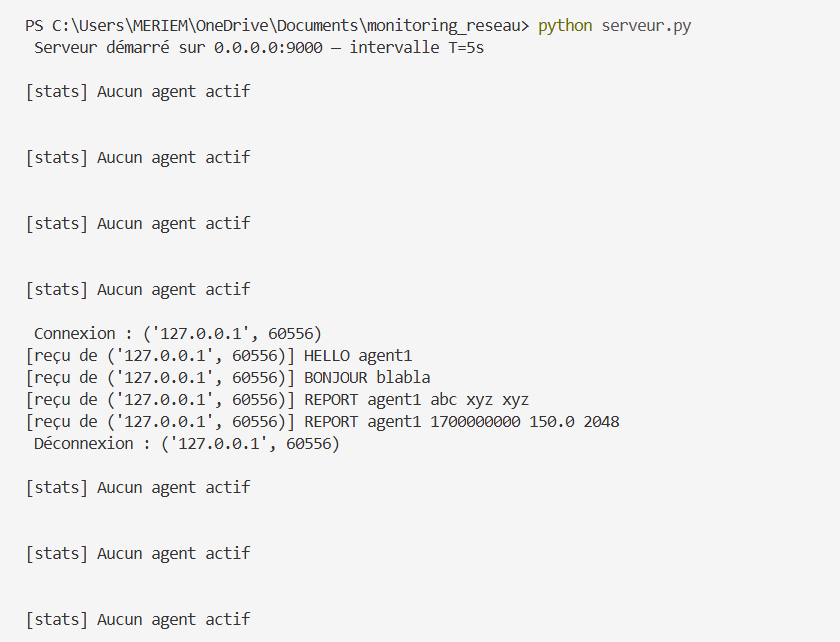 PS C:\Users\MERIEM\OneDrive\Documents\monitoring_reseau> python serveur.py
Serveur démarré sur 0.0.0.0:9000 — intervalle T=5s
[stats] Aucun agent actif
[stats] Aucun agent actif
[stats] Aucun agent actif
[stats] Aucun agent actif
Connexion : ('127.0.0.1', 60556)
[reçu de ('127.0.0.1', 60556)] HELLO agent1
[reçu de ('127.0.0.1', 60556)] BONJOUR blabla
[reçu de ('127.0.0.1', 60556)] REPORT agent1 abc xyz xyz
[reçu de ('127.0.0.1', 60556)] REPORT agent1 1700000000 150.0 2048
Déconnexion : ('127.0.0.1', 60556)
[stats] Aucun agent actif
[stats] Aucun agent actif
[stats] Aucun agent actif